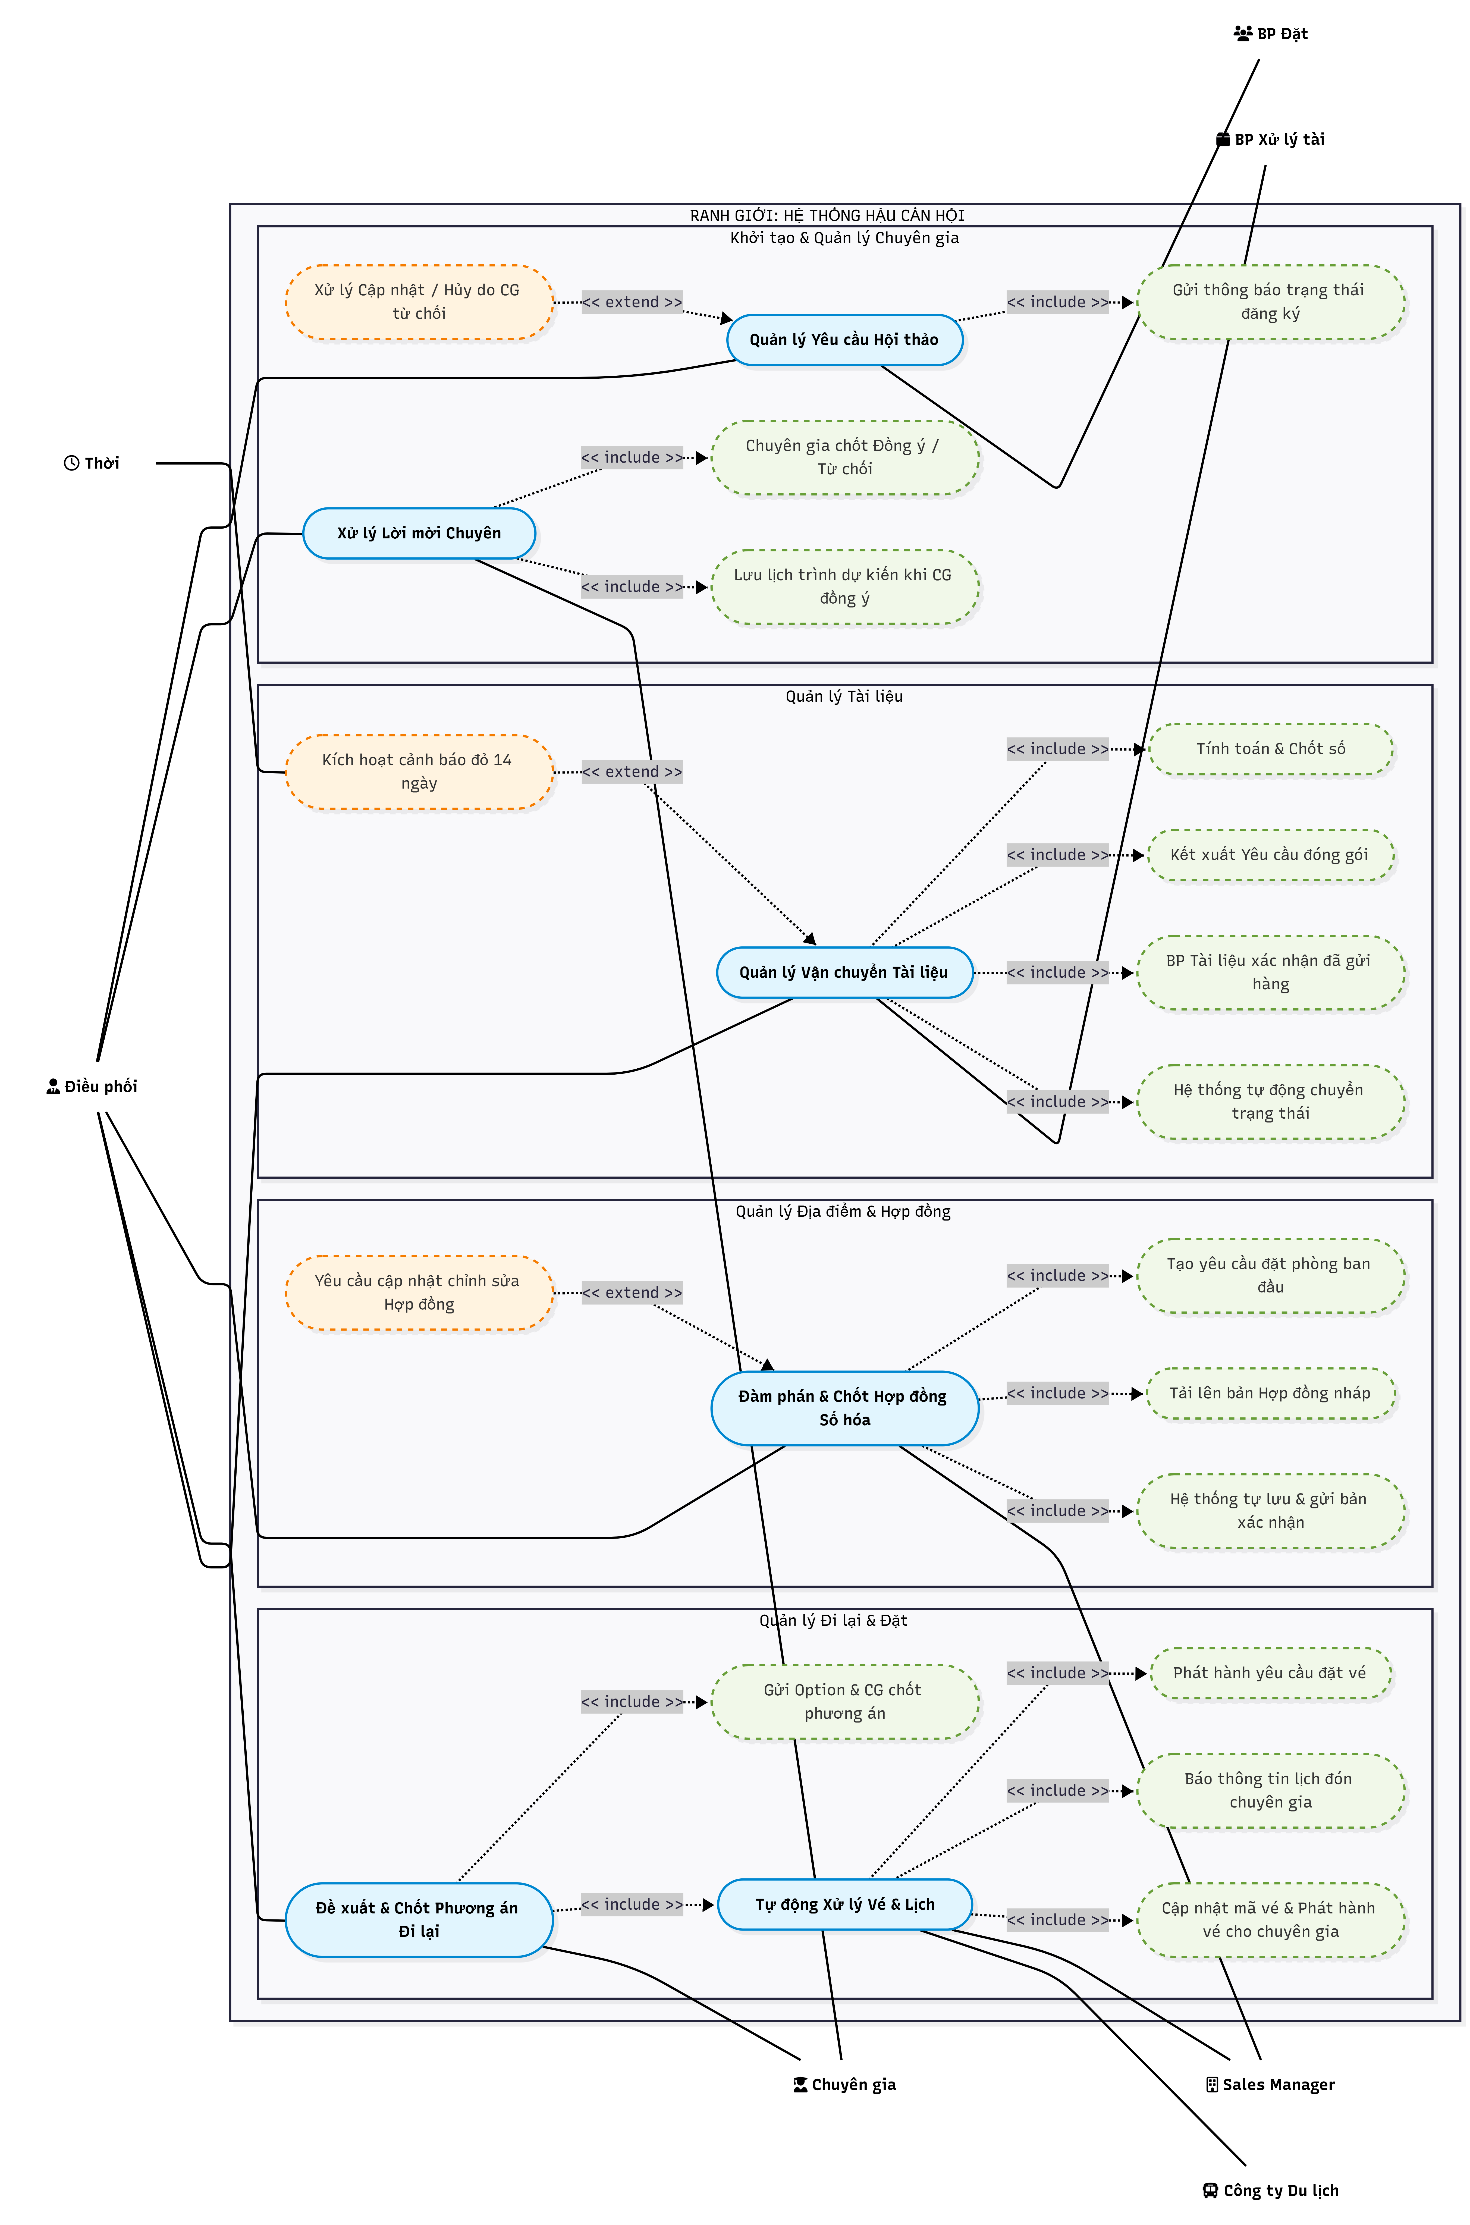 BP Đặt
BP Xử lý tài
RANH GIỚI: HỆ THỐNG HẬU CẦN HỘI
Khởi tạo & Quản lý Chuyên gia
Xử lý Cập nhật / Hủy do CG
từ chối
<< extend >>
Quản lý Yêu cầu Hội thảo
<< include >>
Gửi thông báo trạng thái
đăng ký
Thời
<< include >>
Chuyên gia chốt Đồng ý /
Từ chối
Xử lý Lời mời Chuyên
<< include >>
Lưu lịch trình dự kiến khi CG
đồng ý
Quản lý Tài liệu
Kích hoạt cảnh báo đỏ 14
ngày
<< extend >>
<< include >>
Tính toán & Chốt số
<< include >>
Kết xuất Yêu cầu đóng gói
Quản lý Vận chuyển Tài liệu
<< include >>
BP Tài liệu xác nhận đã gửi
hàng
<< include >>
Hệ thống tự động chuyển
trạng thái
Điều phối
Quản lý Địa điểm & Hợp đồng
Yêu cầu cập nhật chỉnh sửa
Hợp đồng
<< extend >>
<< include >>
Tạo yêu cầu đặt phòng ban
đầu
Đàm phán & Chốt Hợp đồng
Số hóa
<< include >>
Tải lên bản Hợp đồng nháp
<< include >>
Hệ thống tự lưu & gửi bản
xác nhận
Quản lý Đi lại & Đặt
<< include >>
Gửi Option & CG chốt
phương án
<< include >>
Phát hành yêu cầu đặt vé
<< include >>
Báo thông tin lịch đón
chuyên gia
Đề xuất & Chốt Phương án
Đi lại
<< include >>
Tự động Xử lý Vé & Lịch
<< include >>
Cập nhật mã vé & Phát hành
vé cho chuyên gia
Chuyên gia
Sales Manager
Công ty Du lịch